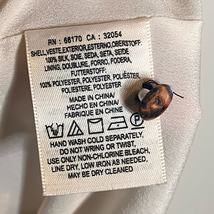 RN : 66170 CA : 32054
SHELL,VESTE,EXTERIOR,ESTERNO,OBERSTOFF:
100% SILK, SOIE, SEDA, SETA, SEIDE
LINING, DOUBLURE, FORRO, FODERA,
FUTTERSTOFF:
100% POLYESTER, POLYESTER, POLIÉSTER,
POLIESTERE, POLYESTER
MADE IN CHINA/
HECHO EN CHINA/
FABRIQUÉ EN CHINE
HAND WASH COLD SEPARATELY
DO NOT WRING OR TWIST.
USE ONLY NON-CHLORINE BLEACH,
LINE DRY, LOW IRON AS NEEDED,
MAY BE DRY CLEANED